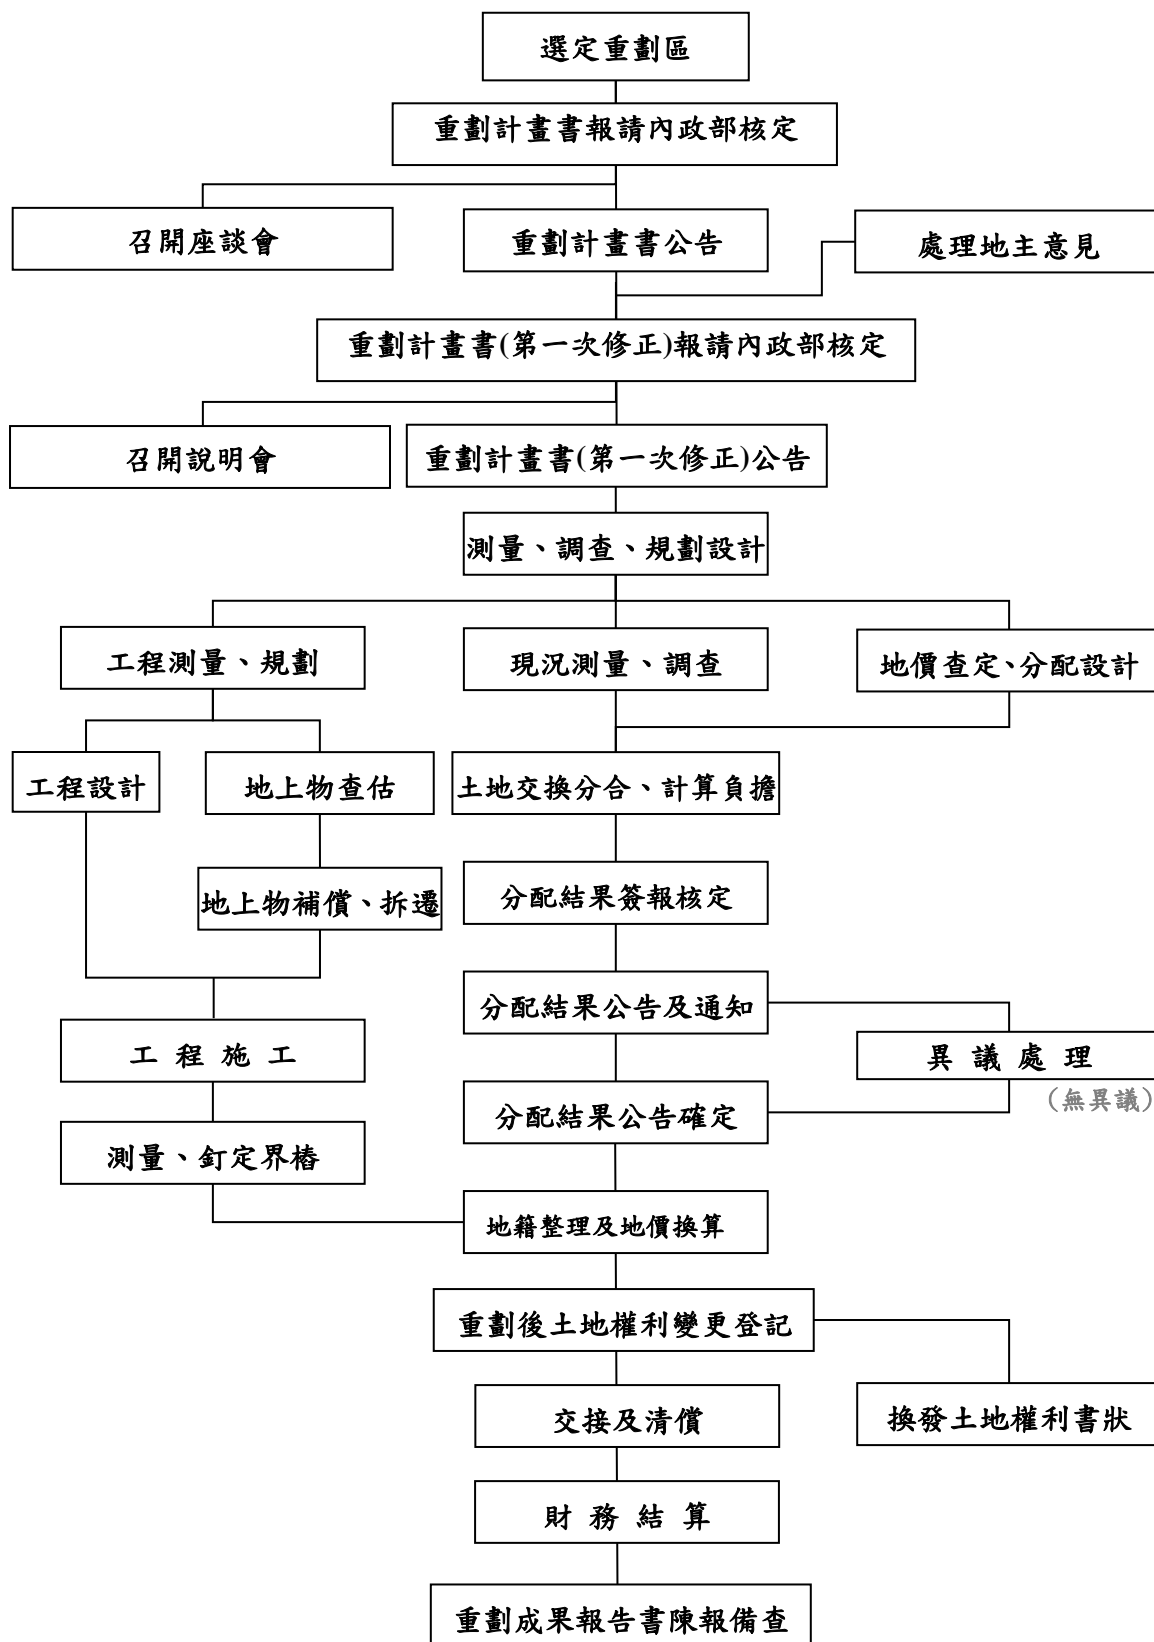 選定重劃區
重劃計畫書報請內政部核定
召開座談會
重劃計畫書公告
處理地主意見
重劃計畫書(第一次修正)報請內政部核定
召開說明會
重劃計畫書(第一次修正)公告
測量、調查、規劃設計
工程測量、規劃
現況測量、調查
地價查定、分配設計
工程設計
地上物查估
土地交換分合、計算負擔
地上物補償、拆遷
分配結果簽報核定
分配結果公告及通知
工 程 施 工
異 議 處 理
(無異議)
分配結果公告確定
測量、釘定界樁
地籍整理及地價換算
重劃後土地權利變更登記
交接及清償
換發土地權利書狀
財 務 結 算
重劃成果報告書陳報備查